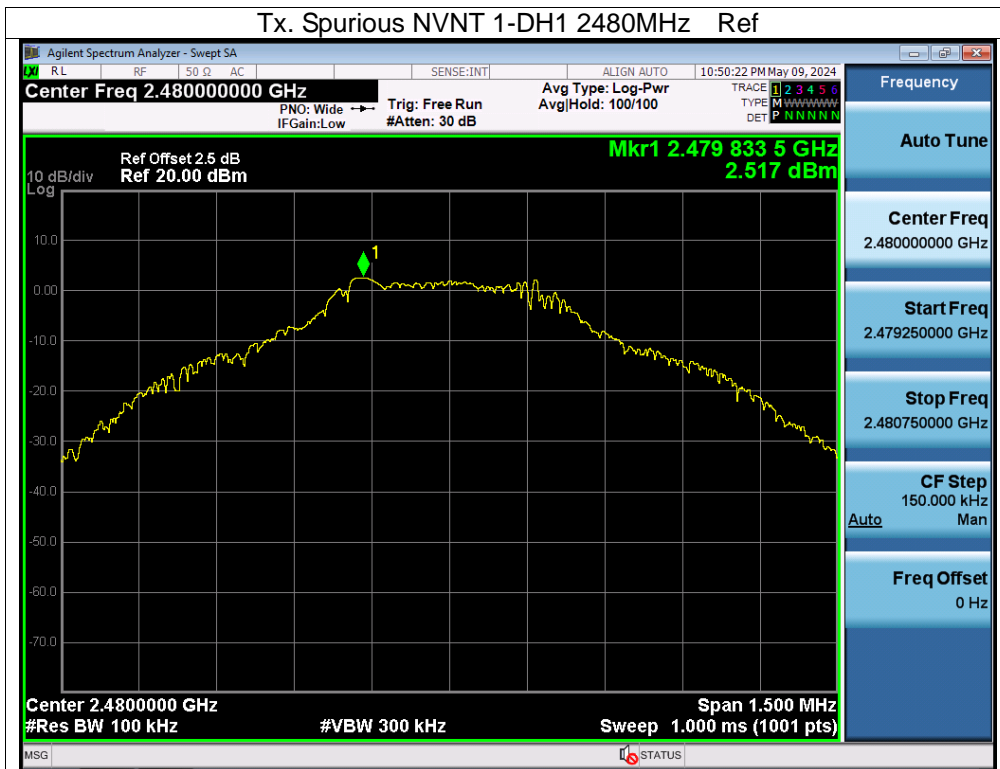 Tx. Spurious NVNT 1-DH1 2480MHz Ref
Agilent Spectrum Analyzer - Swept SA
LXI RL RF 50 Ω AC SENSE:INT ALIGN AUTO 10:50:22 PM May 09, 2024
Center Freq 2.480000000 GHz
PNO: Wide
IFGain:Low
Trig: Free Run
#Atten: 30 dB
Avg Type: Log-Pwr
Avg|Hold: 100/100
TRACE 1 2 3 4 5 6
TYPE M WWWWW
DET P N N N N N
Mkr1 2.479 833 5 GHz
2.517 dBm
Ref Offset 2.5 dB
10 dB/div Ref 20.00 dBm
Log
10.0
0.00
-10.0
-20.0
-30.0
-40.0
-50.0
-60.0
-70.0
1
Center 2.4800000 GHz Span 1.500 MHz
#Res BW 100 kHz #VBW 300 kHz Sweep 1.000 ms (1001 pts)
MSG STATUS
Frequency
Auto Tune
Center Freq
2.480000000 GHz
Start Freq
2.479250000 GHz
Stop Freq
2.480750000 GHz
CF Step
150.000 kHz
Auto Man
Freq Offset
0 Hz